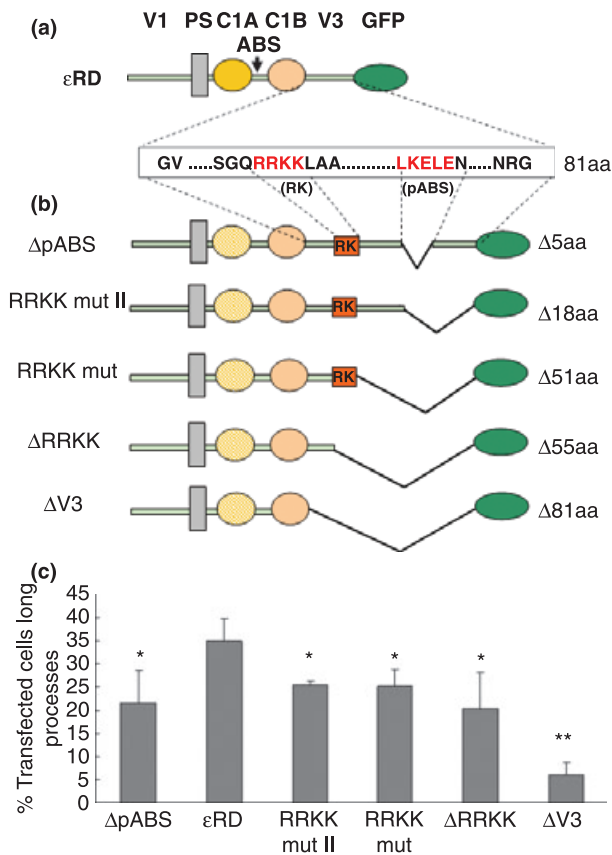 (a)
V1 PS C1A C1B V3 GFP
ABS
εRD
GV .....SGQRRKKLAA..........LKELEN.....NRG 81aa
(RK) (pABS)
(b)
ΔpABS RK Δ5aa
RRKK mut II RK Δ18aa
RRKK mut RK Δ51aa
ΔRRKK Δ55aa
ΔV3 Δ81aa
(c)
% Transfected cells long
processes
45
40
35
30
25
20
15
10
5
0
* * * * **
ΔpABS εRD RRKK mut II RRKK mut ΔRRKK ΔV3